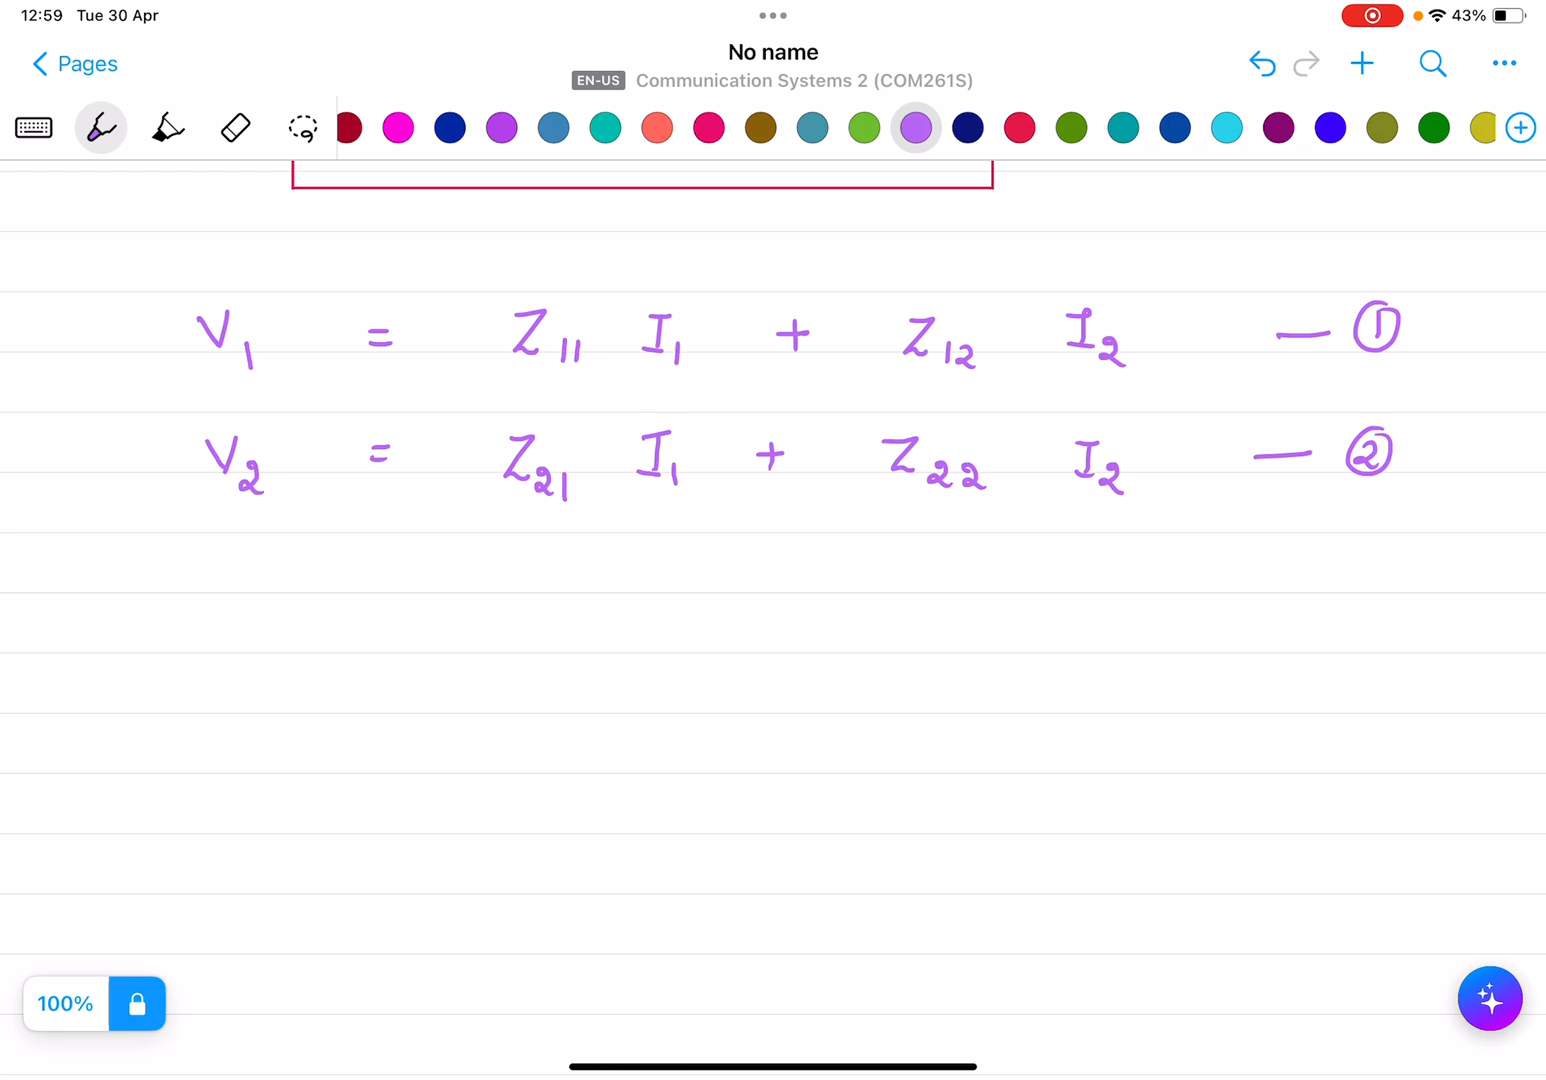 12:59 Tue 30 Apr 43%
Pages No name
EN-US Communication Systems 2 (COM261S)
V₁ = Z₁₁ I₁ + Z₁₂ I₂ — ①
V₂ = Z₂₁ I₁ + Z₂₂ I₂ — ②
100%